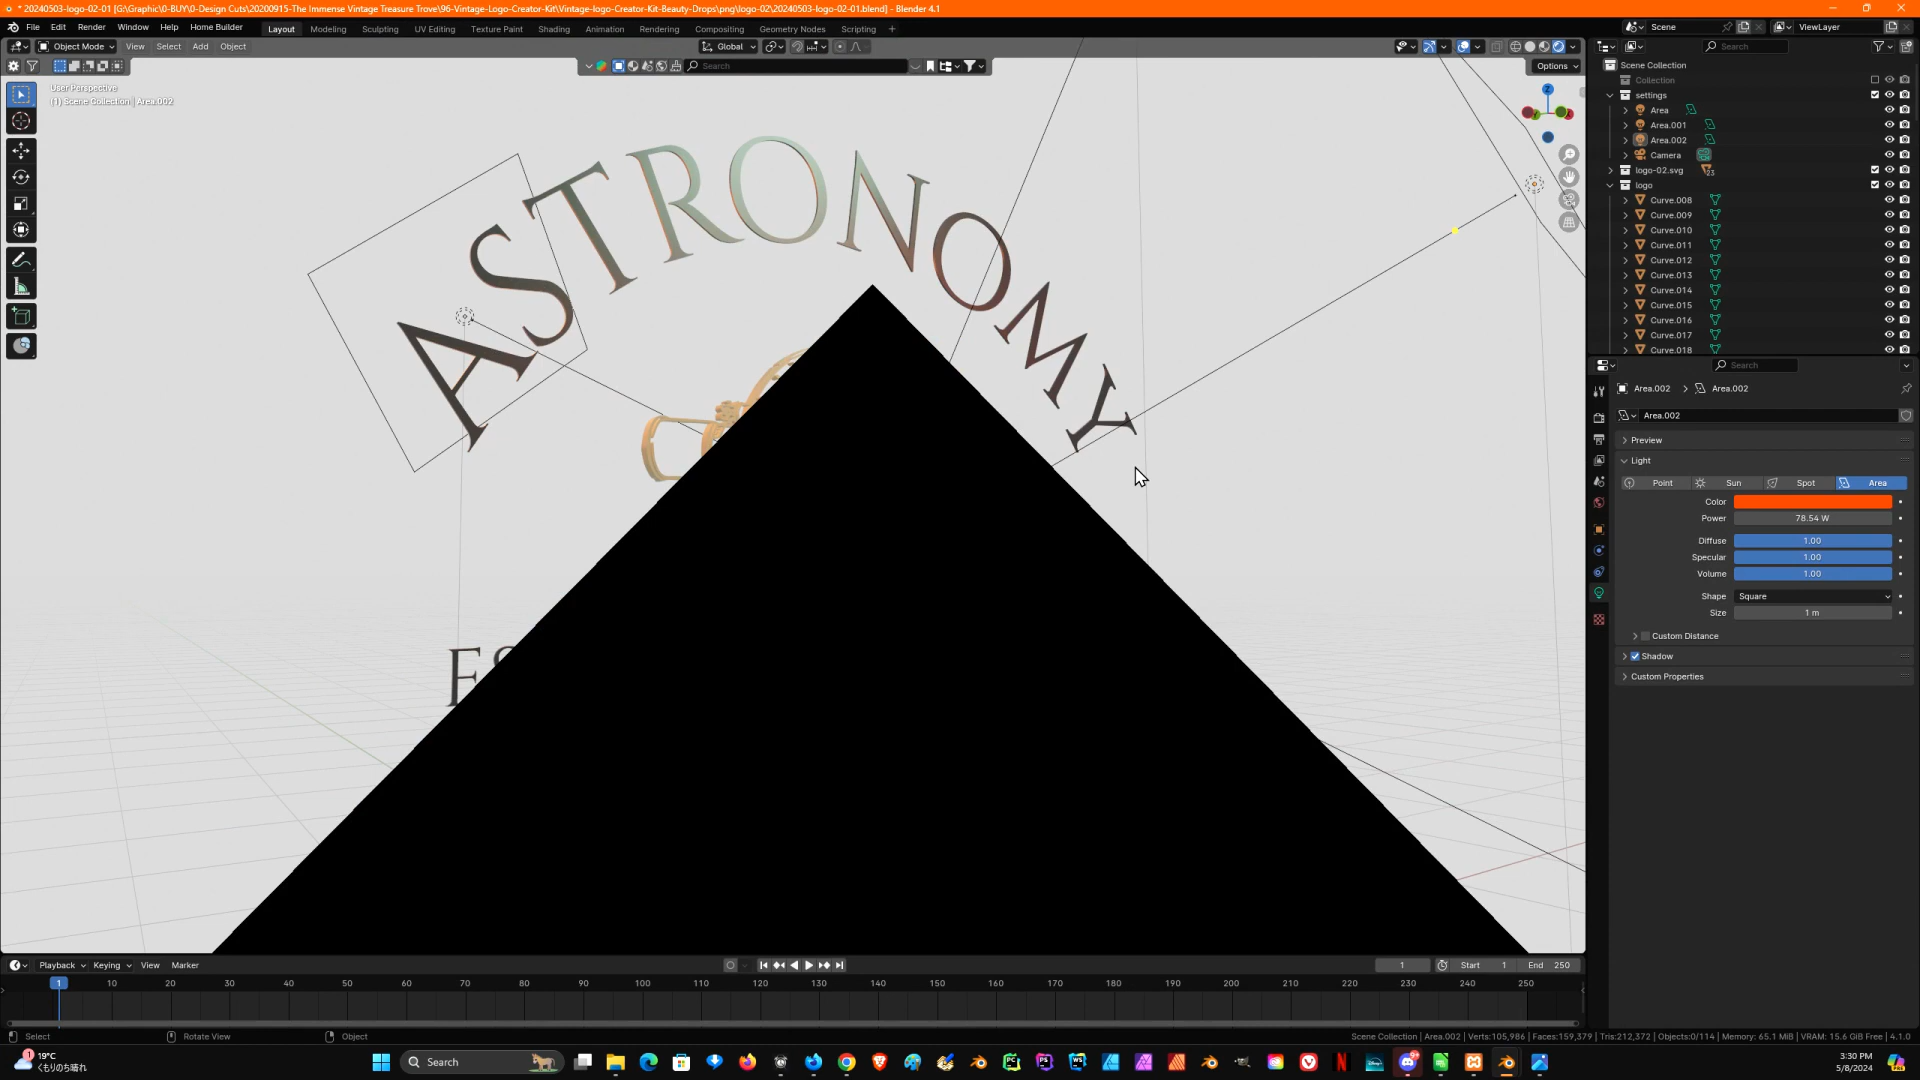 * 20240503-logo-02-01 [G:\Graphic\0-BUY\0-Design Cuts\20200915-The Immense Vintage Treasure Trove\96-Vintage-Logo-Creator-Kit\Vintage-logo-Creator-Kit-Beauty-Drops\png\logo-02\20240503-logo-02-01.blend] - Blender 4.1
File Edit Render Window Help Home Builder Layout Modeling Sculpting UV Editing Texture Paint Shading Animation Rendering Compositing Geometry Nodes Scripting + Scene ViewLayer
Object Mode View Select Add Object Global Search
Search Options
User Perspective
(1) Scene Collection | Area.002
ASTRONOMY
Scene Collection
Collection
settings
Area
Area.001
Area.002
Camera
logo-02.svg 23
logo
Curve.008
Curve.009
Curve.010
Curve.011
Curve.012
Curve.013
Curve.014
Curve.015
Curve.016
Curve.017
Curve.018
Search
Area.002 > Area.002
Area.002
Preview
Light
Point Sun Spot Area
Color
Power 78.54 W
Diffuse 1.00
Specular 1.00
Volume 1.00
Shape Square
Size 1 m
Custom Distance
Shadow
Custom Properties
Z
Playback Keying View Marker 1 Start 1 End 250
1 10 20 30 40 50 60 70 80 90 100 110 120 130 140 150 160 170 180 190 200 210 220 230 240 250
Select Rotate View Object Scene Collection | Area.002 | Verts:105,986 | Faces:159,379 | Tris:212,372 | Objects:0/114 | Memory: 65.1 MiB | VRAM: 15.6 GiB Free | 4.1.0
1 19°C
くもりのち晴れ
Search
3:30 PM
5/8/2024